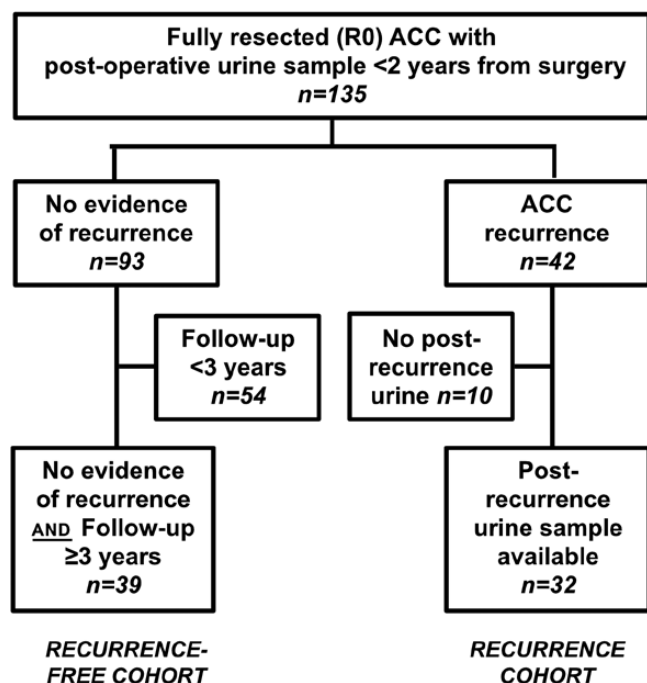 Fully resected (R0) ACC with
post-operative urine sample <2 years from surgery
n=135
No evidence
of recurrence
n=93
ACC
recurrence
n=42
Follow-up
<3 years
n=54
No post-
recurrence
urine n=10
No evidence
of recurrence
AND Follow-up
≥3 years
n=39
Post-
recurrence
urine sample
available
n=32
RECURRENCE-
FREE COHORT
RECURRENCE
COHORT